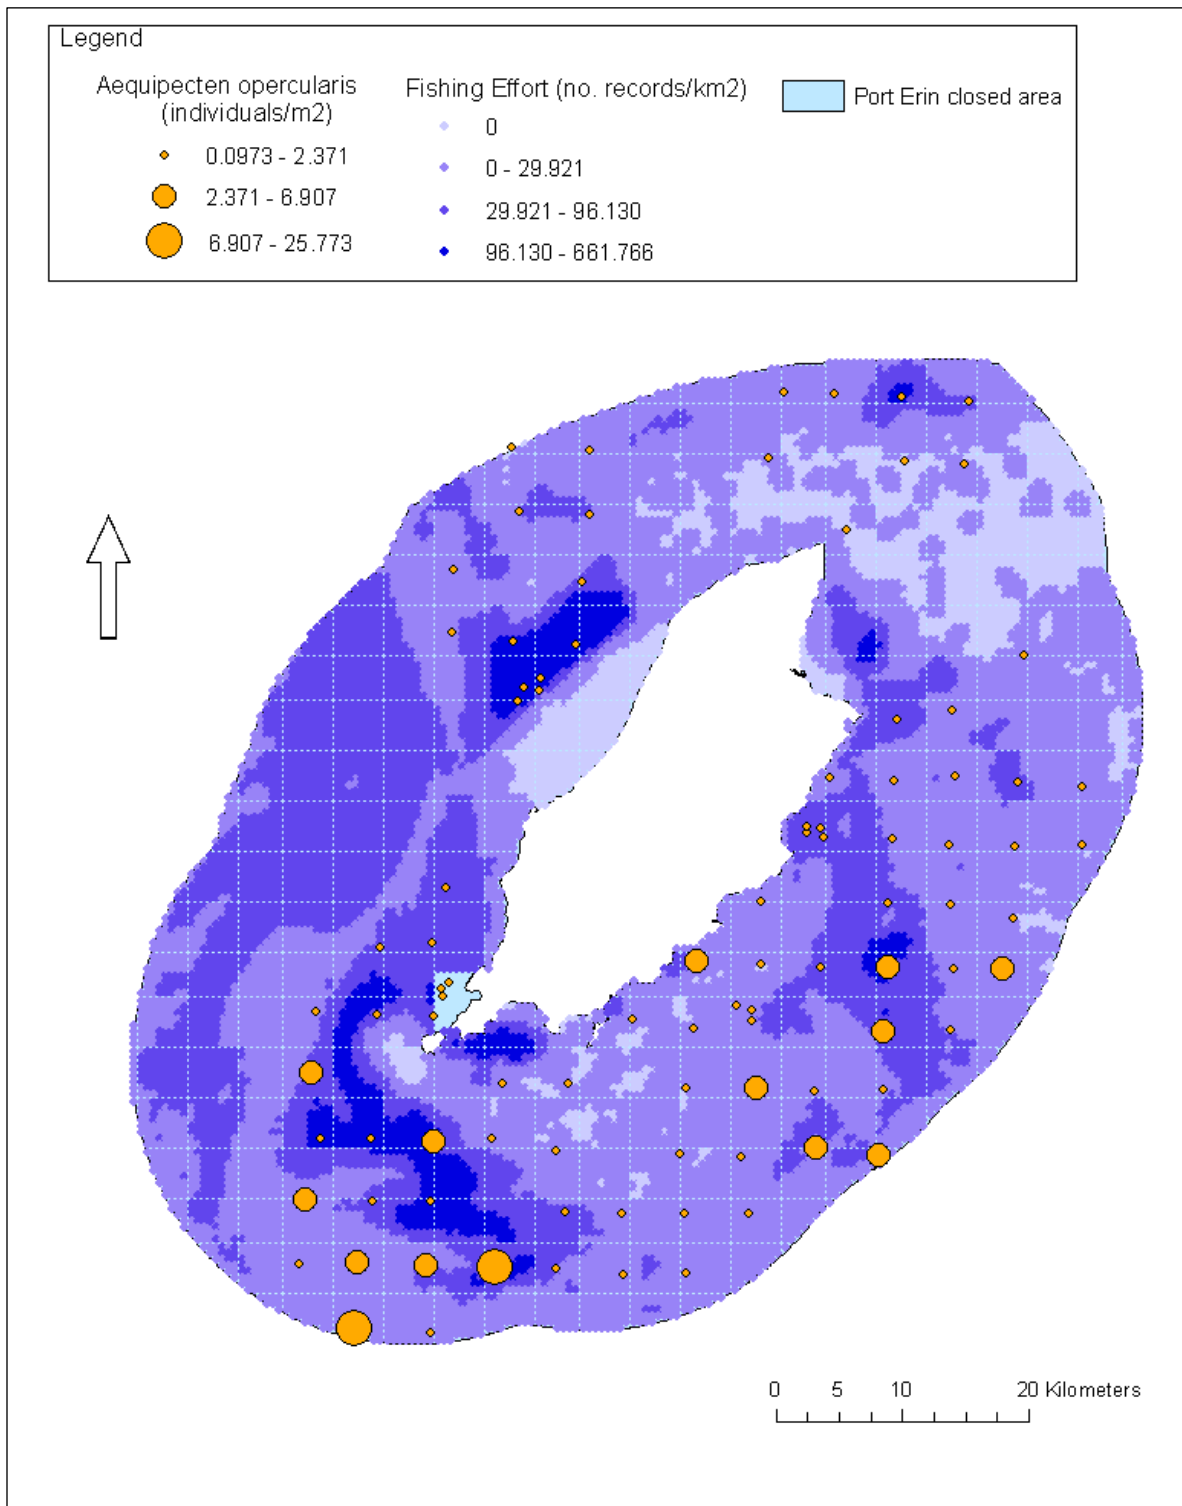 Legend
Aequipecten opercularis
(individuals/m2)
0.0973 - 2.371
2.371 - 6.907
6.907 - 25.773
Fishing Effort (no. records/km2)
0
0 - 29.921
29.921 - 96.130
96.130 - 661.766
Port Erin closed area
0 5 10 20 Kilometers